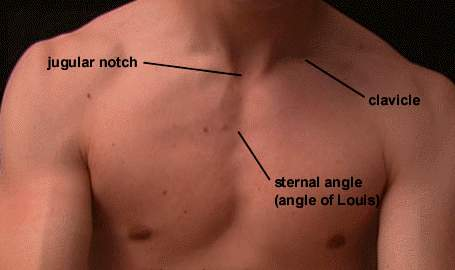 jugular notch
clavicle
sternal angle
(angle of Louis)